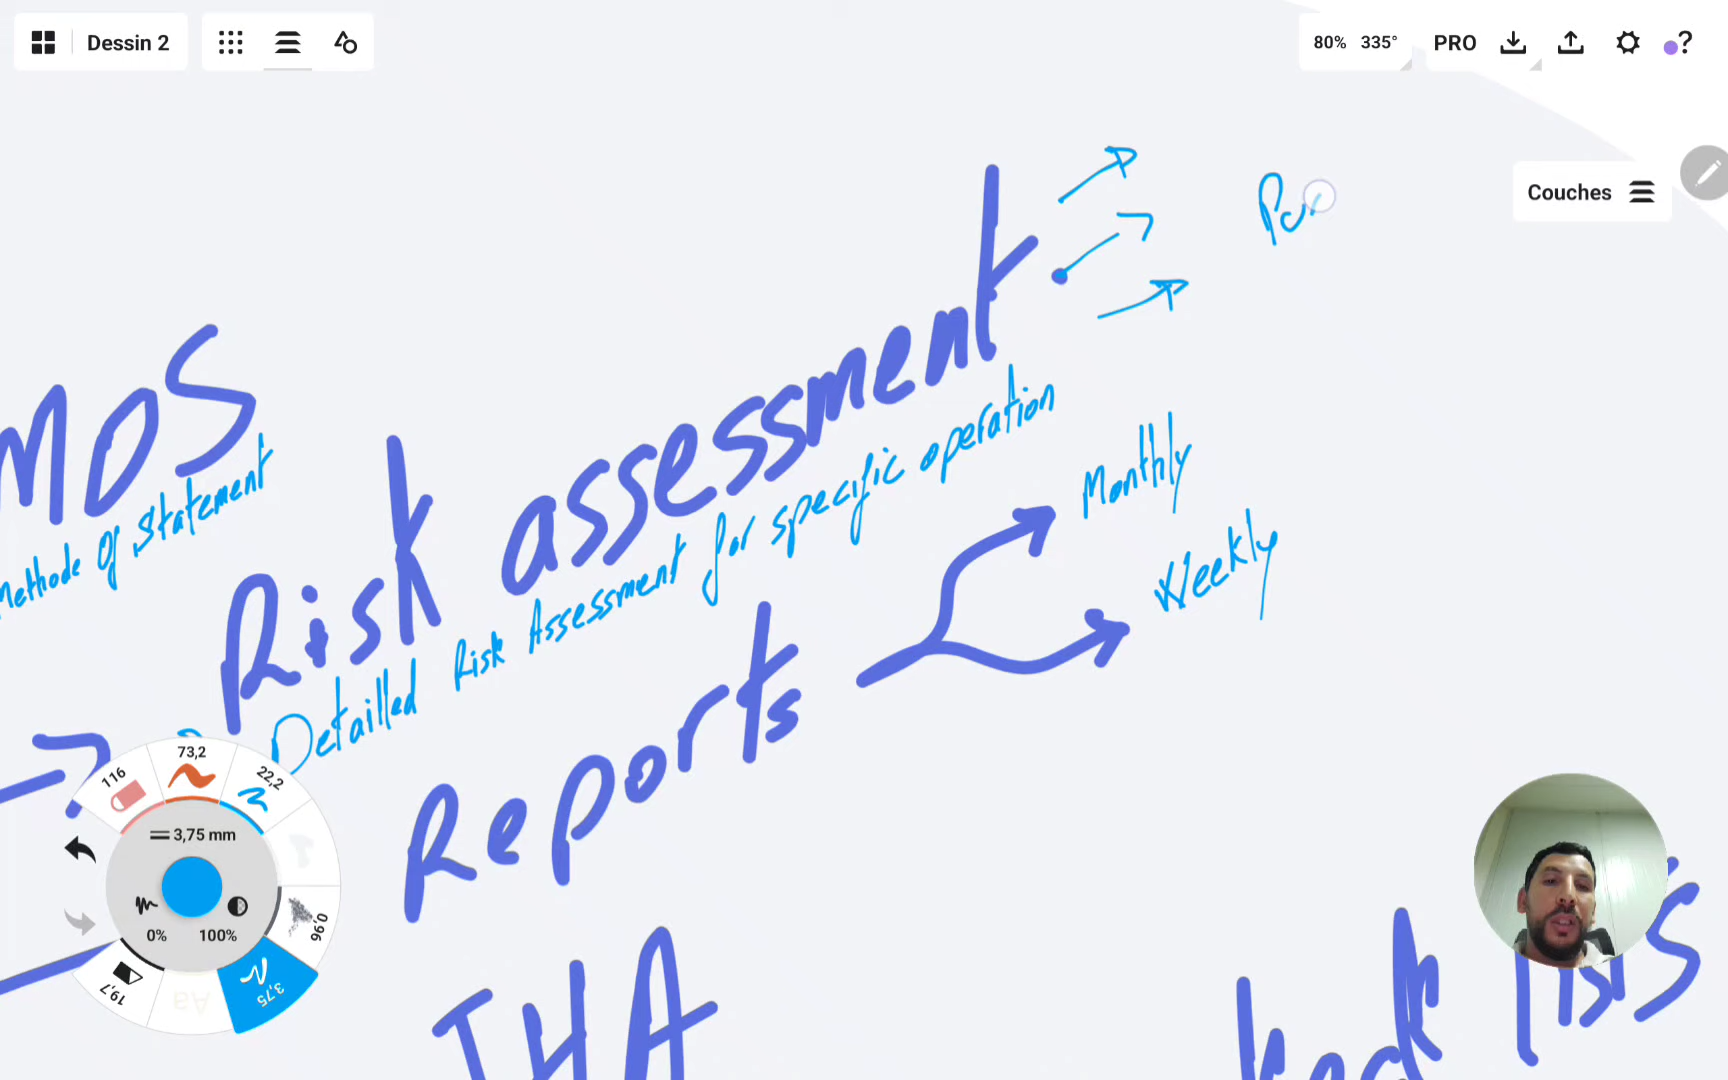 Dessin 2
80% 335° PRO ?
Couches
MOS
Methode Of Statement
Risk assessment
Detailled Risk Assessment for specific operation
Reports
Monthly
Weekly
JHA
116
73,2
22,2
3,75 mm
0% 100%
0,96
3,75
Aa
19,7